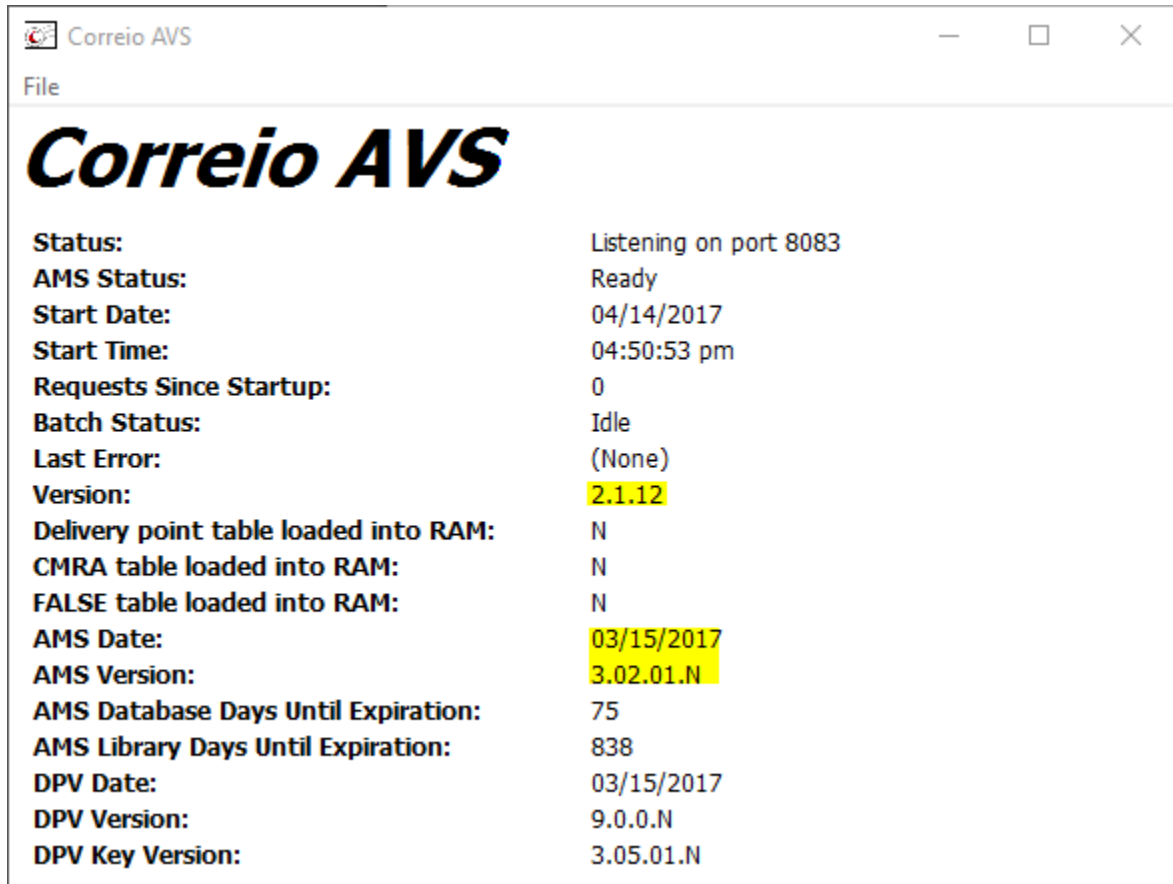 Correio AVS
File
Correio AVS
Status: Listening on port 8083
AMS Status: Ready
Start Date: 04/14/2017
Start Time: 04:50:53 pm
Requests Since Startup: 0
Batch Status: Idle
Last Error: (None)
Version: 2.1.12
Delivery point table loaded into RAM: N
CMRA table loaded into RAM: N
FALSE table loaded into RAM: N
AMS Date: 03/15/2017
AMS Version: 3.02.01.N
AMS Database Days Until Expiration: 75
AMS Library Days Until Expiration: 838
DPV Date: 03/15/2017
DPV Version: 9.0.0.N
DPV Key Version: 3.05.01.N